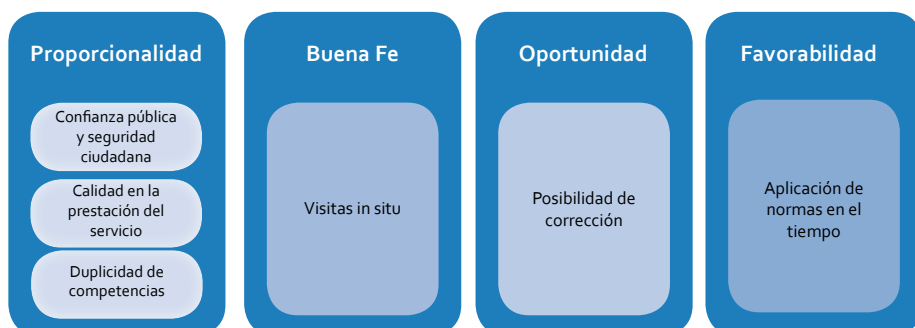 Proporcionalidad
Confianza pública
y seguridad
ciudadana
Calidad en la
prestación del
servicio
Duplicidad de
competencias
Buena Fe
Visitas in situ
Oportunidad
Posibilidad de
corrección
Favorabilidad
Aplicación de
normas en el
tiempo